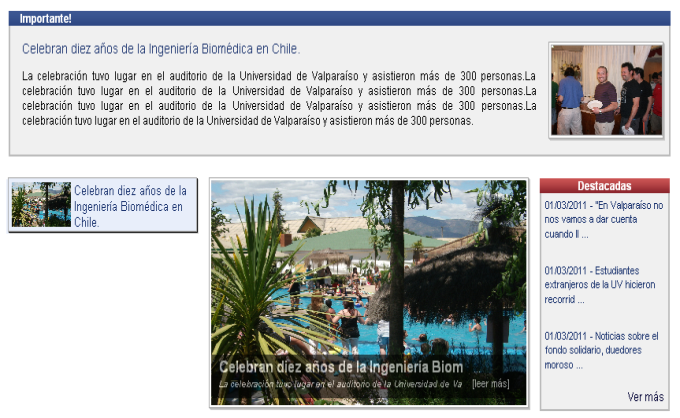 Importante!
Celebran diez años de la Ingeniería Biomédica en Chile.
La celebración tuvo lugar en el auditorio de la Universidad de Valparaíso y asistieron más de 300 personas.La
celebración tuvo lugar en el auditorio de la Universidad de Valparaíso y asistieron más de 300 personas.La
celebración tuvo lugar en el auditorio de la Universidad de Valparaíso y asistieron más de 300 personas.La
celebración tuvo lugar en el auditorio de la Universidad de Valparaíso y asistieron más de 300 personas.
Celebran diez años de la
Ingeniería Biomédica en
Chile.
Celebran diez años de la Ingeniería Biom
La celebración tuvo lugar en el auditorio de la Universidad de Va [leer más]
Destacadas
01/03/2011 - "En Valparaíso no
nos vamos a dar cuenta
cuando ll ...
01/03/2011 - Estudiantes
extranjeros de la UV hicieron
recorrid ...
01/03/2011 - Noticias sobre el
fondo solidario, duedores
moroso ...
Ver más